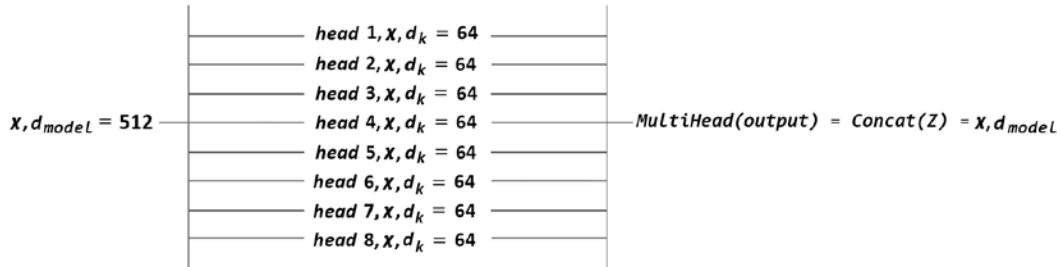 head 1, x, d_k = 64
head 2, x, d_k = 64
head 3, x, d_k = 64
x, d_model = 512
head 4, x, d_k = 64
MultiHead(output) = Concat(Z) = x, d_model
head 5, x, d_k = 64
head 6, x, d_k = 64
head 7, x, d_k = 64
head 8, x, d_k = 64